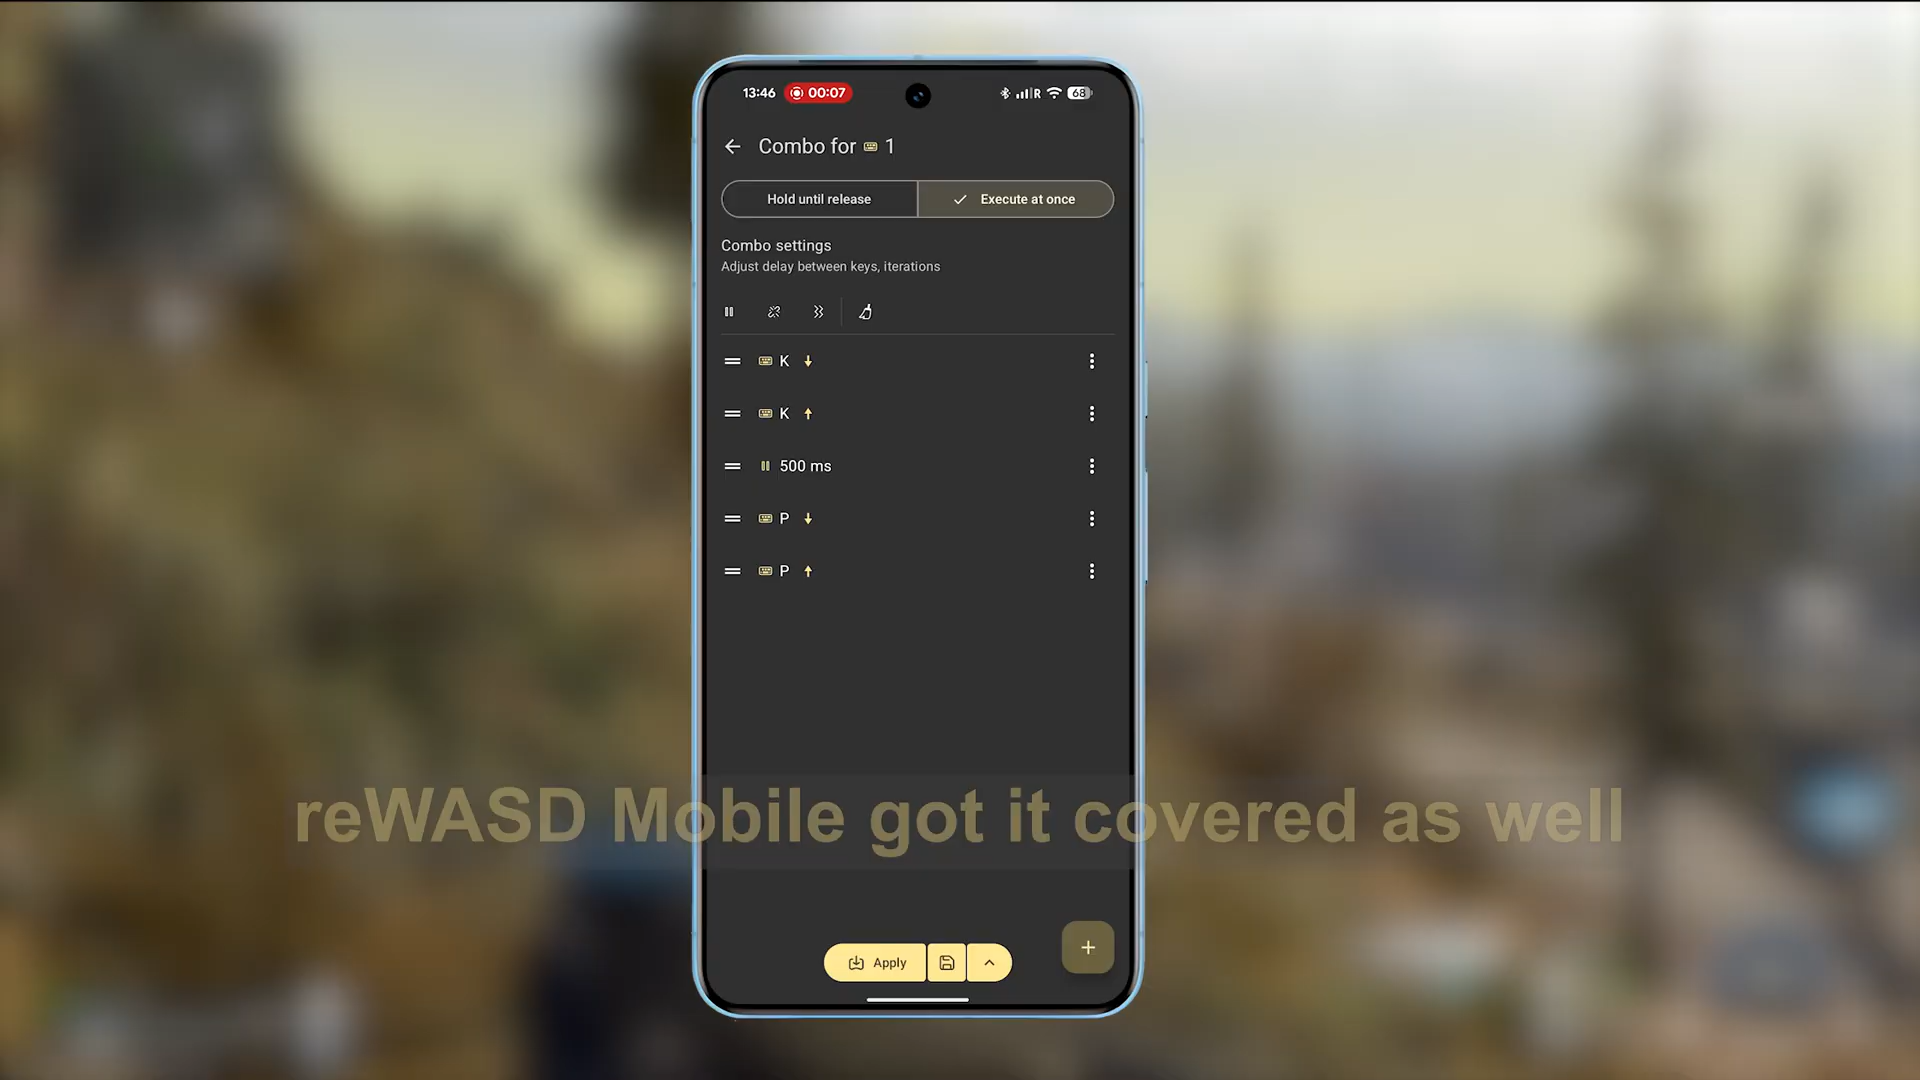 13:46 00:07 R 68
Combo for 1
Hold until release Execute at once
Combo settings
Adjust delay between keys, iterations
K
K
500 ms
P
P
reWASD Mobile got it covered as well
Apply